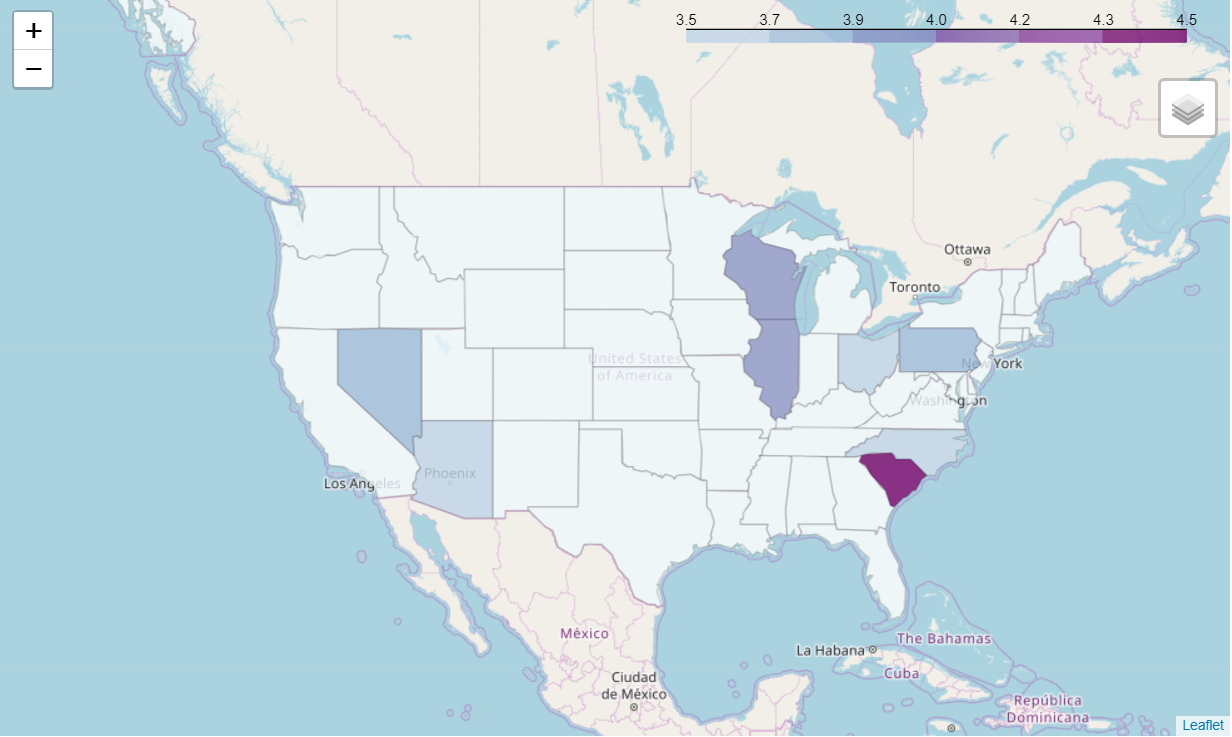 +
−
3.5 3.7 3.9 4.0 4.2 4.3 4.5
Ottawa
Toronto
United States
of America
New York
Washington
Phoenix
Los Angeles
México
La Habana
The Bahamas
Cuba
Ciudad
de México
República
Dominicana
Leaflet